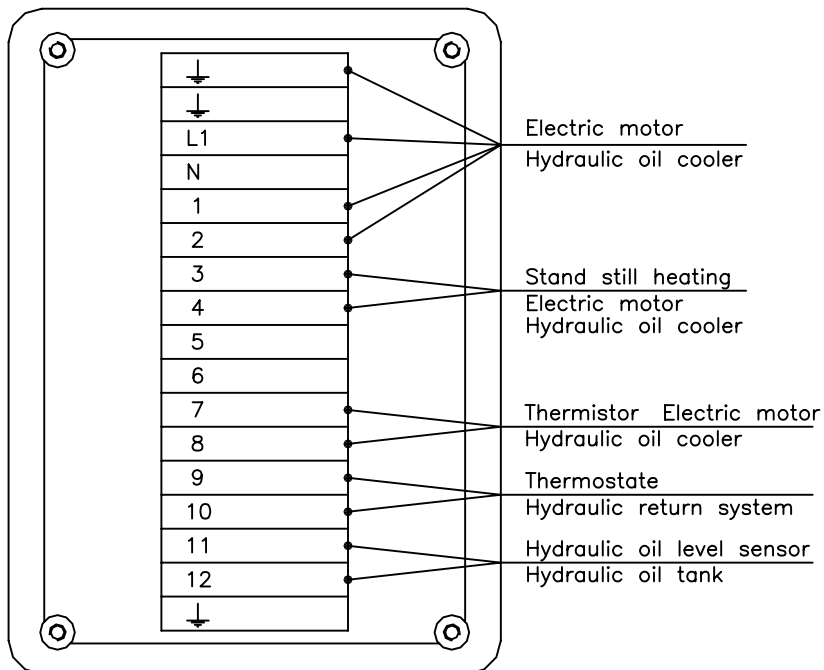 L1
N
1
2
3
4
5
6
7
8
9
10
11
12
Electric motor
Hydraulic oil cooler
Stand still heating
Electric motor
Hydraulic oil cooler
Thermistor Electric motor
Hydraulic oil cooler
Thermostate
Hydraulic return system
Hydraulic oil level sensor
Hydraulic oil tank